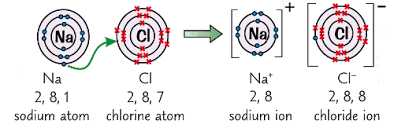 Na Cl Na + Cl −
Na Cl Na⁺ Cl⁻
2, 8, 1 2, 8, 7 2, 8 2, 8, 8
sodium atom chlorine atom sodium ion chloride ion